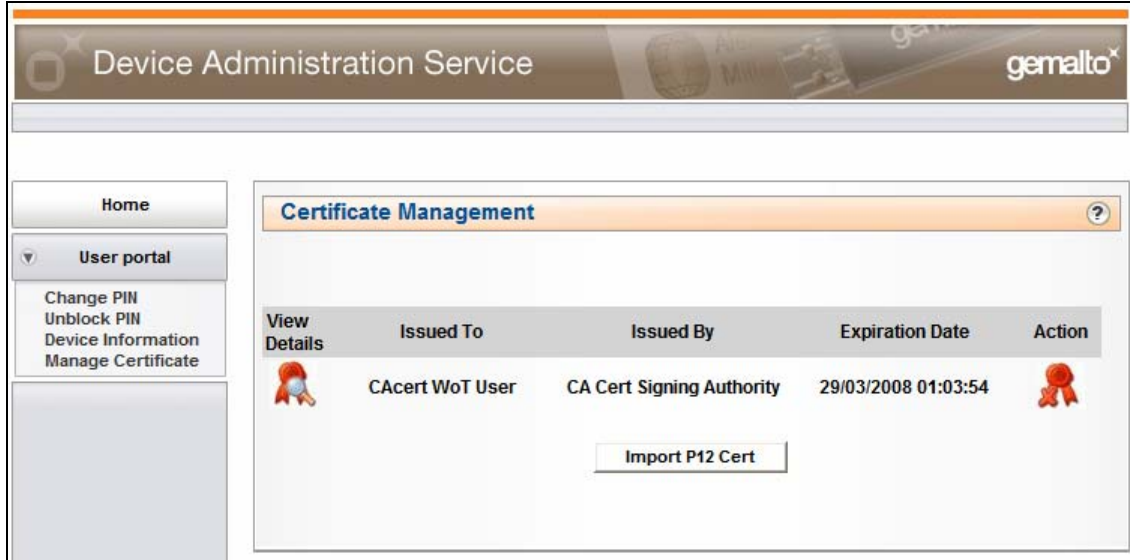 Device Administration Service
gemalto
Home
User portal
Change PIN
Unblock PIN
Device Information
Manage Certificate
Certificate Management
?
View Details Issued To Issued By Expiration Date Action
CAcert WoT User CA Cert Signing Authority 29/03/2008 01:03:54
Import P12 Cert